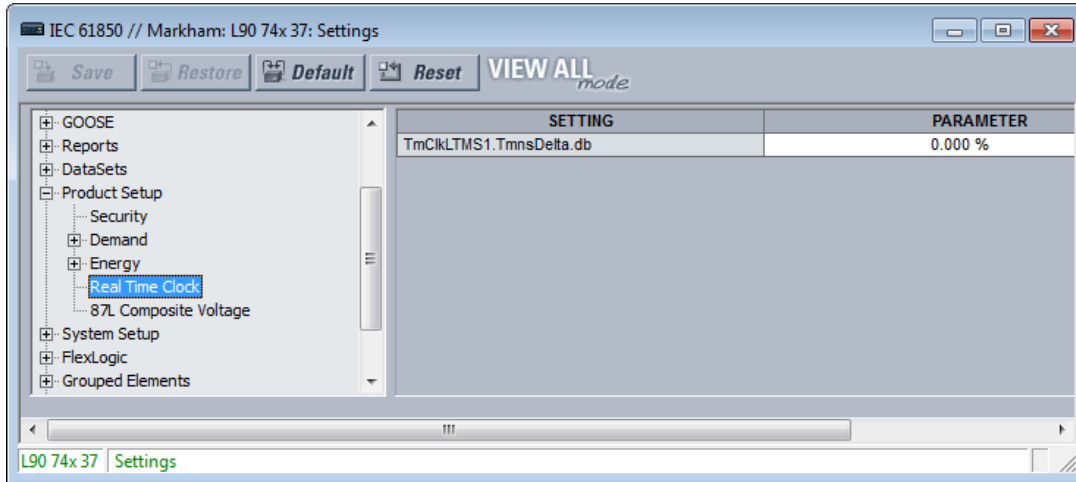 IEC 61850 // Markham: L90 74x 37: Settings
Save Restore Default Reset VIEW ALL mode
GOOSE
Reports
DataSets
Product Setup
Security
Demand
Energy
Real Time Clock
87L Composite Voltage
System Setup
FlexLogic
Grouped Elements
SETTING PARAMETER
TmClkLTMS1.TmnsDelta.db 0.000 %
L90 74x 37 Settings